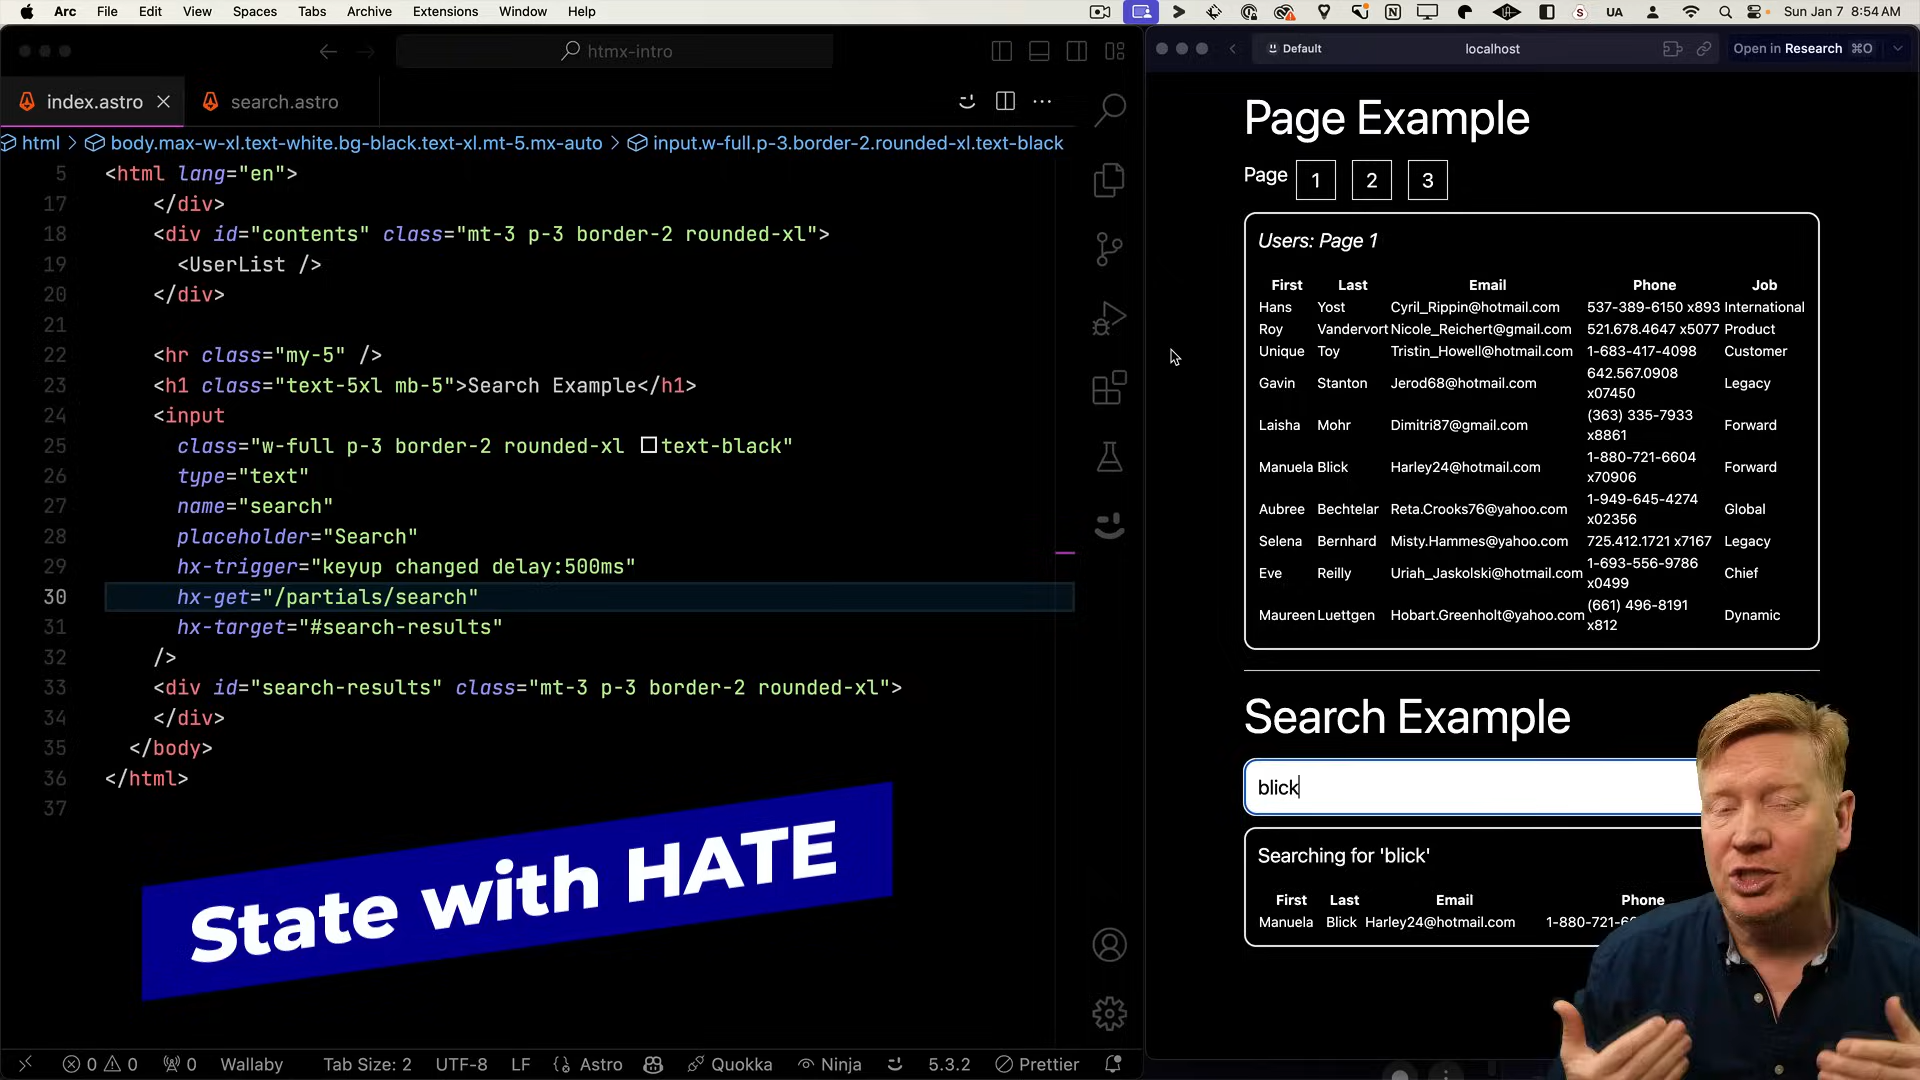 Arc File Edit View Spaces Tabs Archive Extensions Window Help
UA Sun Jan 7 8:54 AM
htmx-intro
index.astro search.astro
html > body.max-w-xl.text-white.bg-black.text-xl.mt-5.mx-auto > input.w-full.p-3.border-2.rounded-xl.text-black
5 <html lang="en">
17 </div>
18 <div id="contents" class="mt-3 p-3 border-2 rounded-xl">
19 <UserList />
20 </div>
21
22 <hr class="my-5" />
23 <h1 class="text-5xl mb-5">Search Example</h1>
24 <input
25 class="w-full p-3 border-2 rounded-xl text-black"
26 type="text"
27 name="search"
28 placeholder="Search"
29 hx-trigger="keyup changed delay:500ms"
30 hx-get="/partials/search"
31 hx-target="#search-results"
32 />
33 <div id="search-results" class="mt-3 p-3 border-2 rounded-xl">
34 </div>
35 </body>
36 </html>
37
State with HATE
0 0 0 Wallaby Tab Size: 2 UTF-8 LF Astro Quokka Ninja 5.3.2 Prettier
Default localhost Open in Research ⌘O
Page Example
Page 1 2 3
Users: Page 1
First Last Email Phone Job
Hans Yost Cyril_Rippin@hotmail.com 537-389-6150 x893 International
Roy Vandervort Nicole_Reichert@gmail.com 521.678.4647 x5077 Product
Unique Toy Tristin_Howell@hotmail.com 1-683-417-4098 Customer
Gavin Stanton Jerod68@hotmail.com 642.567.0908 x07450 Legacy
Laisha Mohr Dimitri87@gmail.com (363) 335-7933 x8861 Forward
Manuela Blick Harley24@hotmail.com 1-880-721-6604 x70906 Forward
Aubree Bechtelar Reta.Crooks76@yahoo.com 1-949-645-4274 x02356 Global
Selena Bernhard Misty.Hammes@yahoo.com 725.412.1721 x7167 Legacy
Eve Reilly Uriah_Jaskolski@hotmail.com 1-693-556-9786 x0499 Chief
Maureen Luettgen Hobart.Greenholt@yahoo.com (661) 496-8191 x812 Dynamic
Search Example
blick
Searching for 'blick'
First Last Email Phone
Manuela Blick Harley24@hotmail.com 1-880-721-66